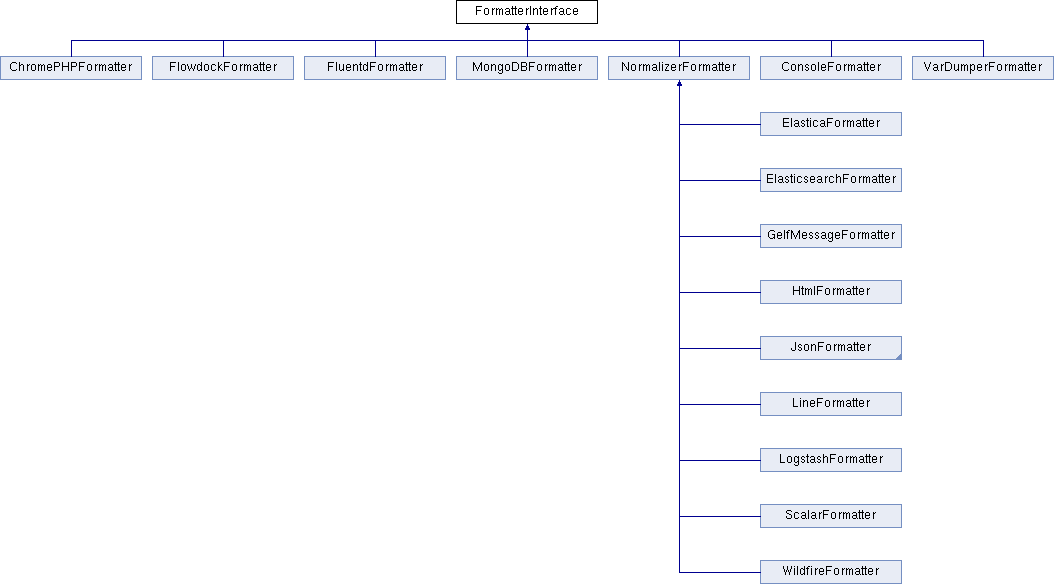 FormatterInterface
ChromePHPFormatter FlowdockFormatter FluentdFormatter MongoDBFormatter NormalizerFormatter ConsoleFormatter VarDumperFormatter
ElasticaFormatter
ElasticsearchFormatter
GelfMessageFormatter
HtmlFormatter
JsonFormatter
LineFormatter
LogstashFormatter
ScalarFormatter
WildfireFormatter